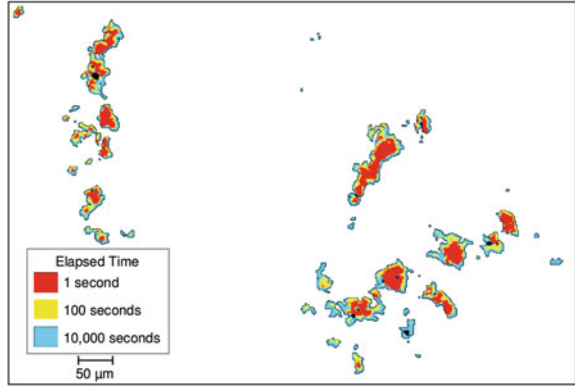 Elapsed Time
1 second
100 seconds
10,000 seconds
50 µm